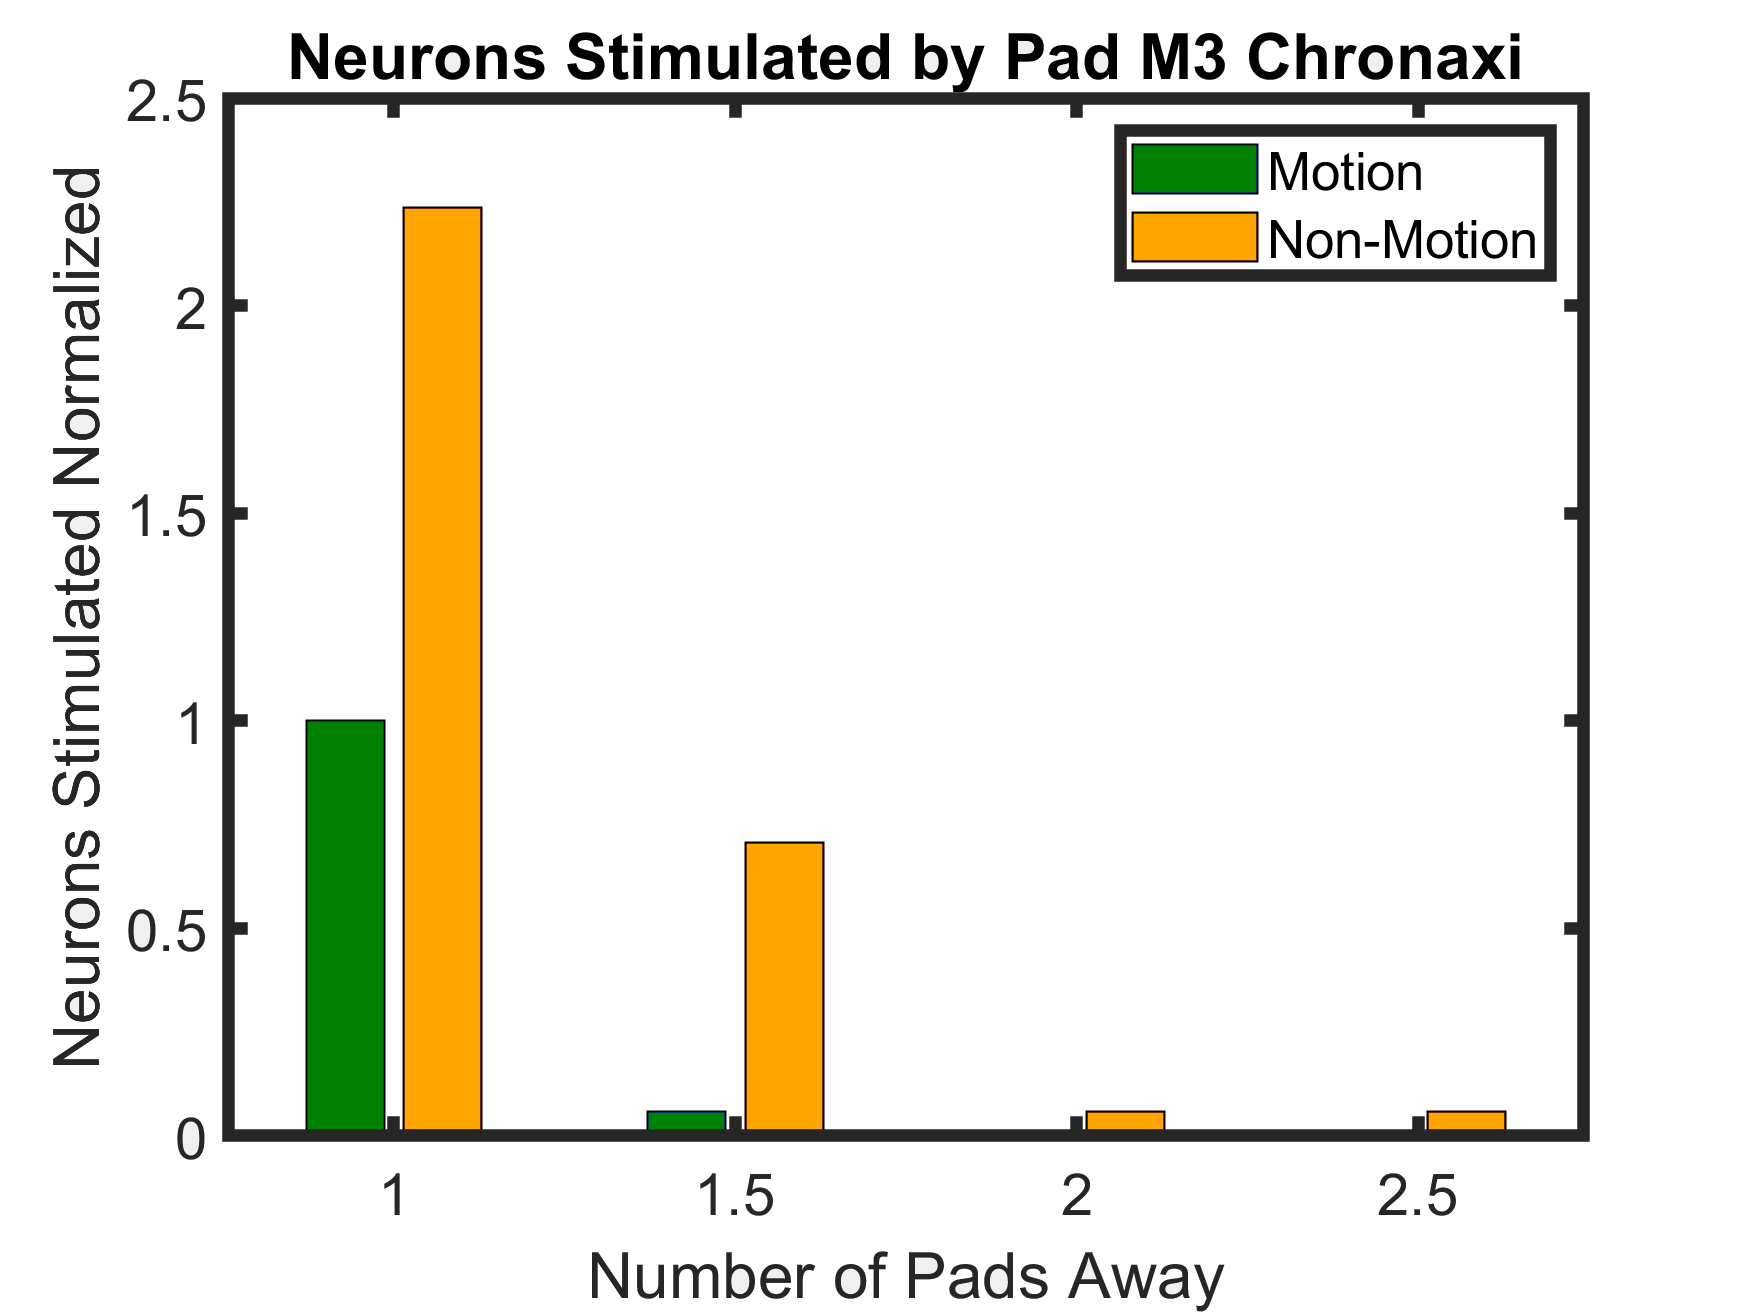 Neurons Stimulated by Pad M3 Chronaxi
2.5
2
1.5
1
0.5
0
Neurons Stimulated Normalized
Motion
Non-Motion
1 1.5 2 2.5
Number of Pads Away